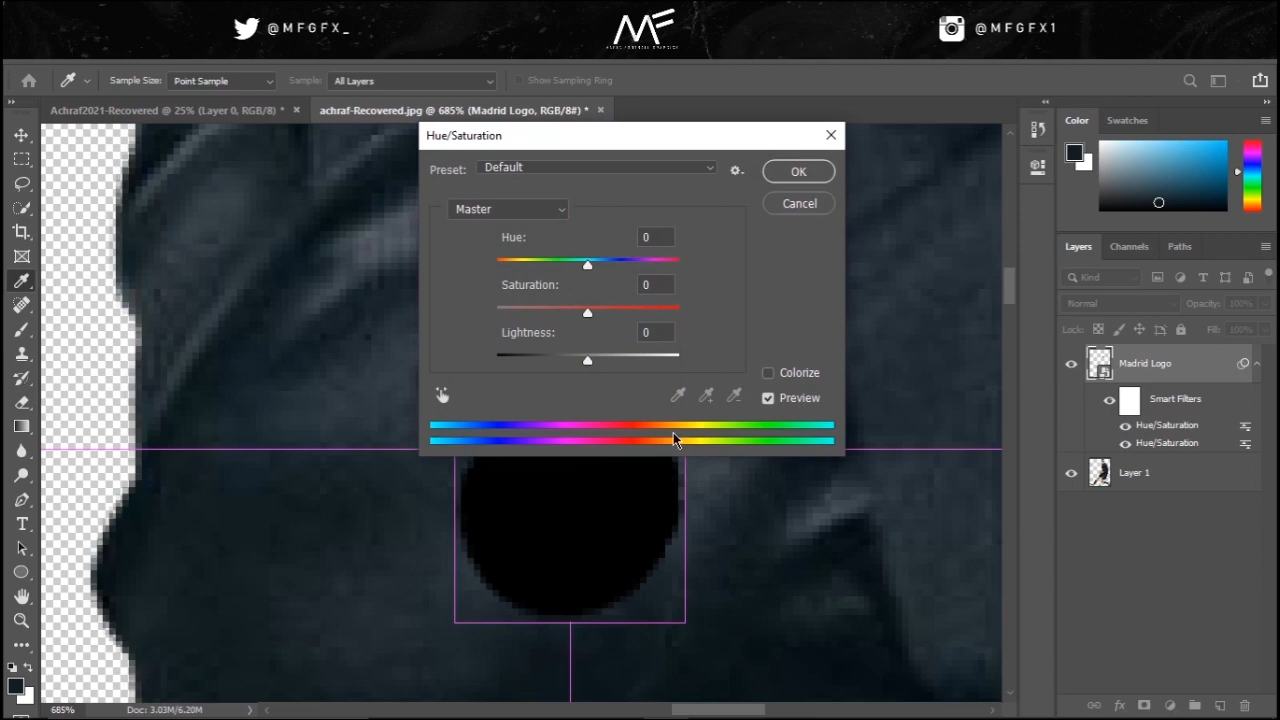 @MFGFX_
MF
@MFGFX1
Sample Size: Point Sample
Sample: All Layers
Show Sampling Ring
Achraf2021-Recovered @ 25% (Layer 0, RGB/8) *
achraf-Recovered.jpg @ 685% (Madrid Logo, RGB/8#) *
Hue/Saturation
Preset: Default
OK
Cancel
Master
Hue: 0
Saturation: 0
Lightness: 0
Colorize
Preview
Color
Swatches
Layers
Channels
Paths
Kind
Normal
Opacity: 100%
Lock:
Fill: 100%
Madrid Logo
Smart Filters
Hue/Saturation
Hue/Saturation
Layer 1
685%
Doc: 3.03M/6.20M